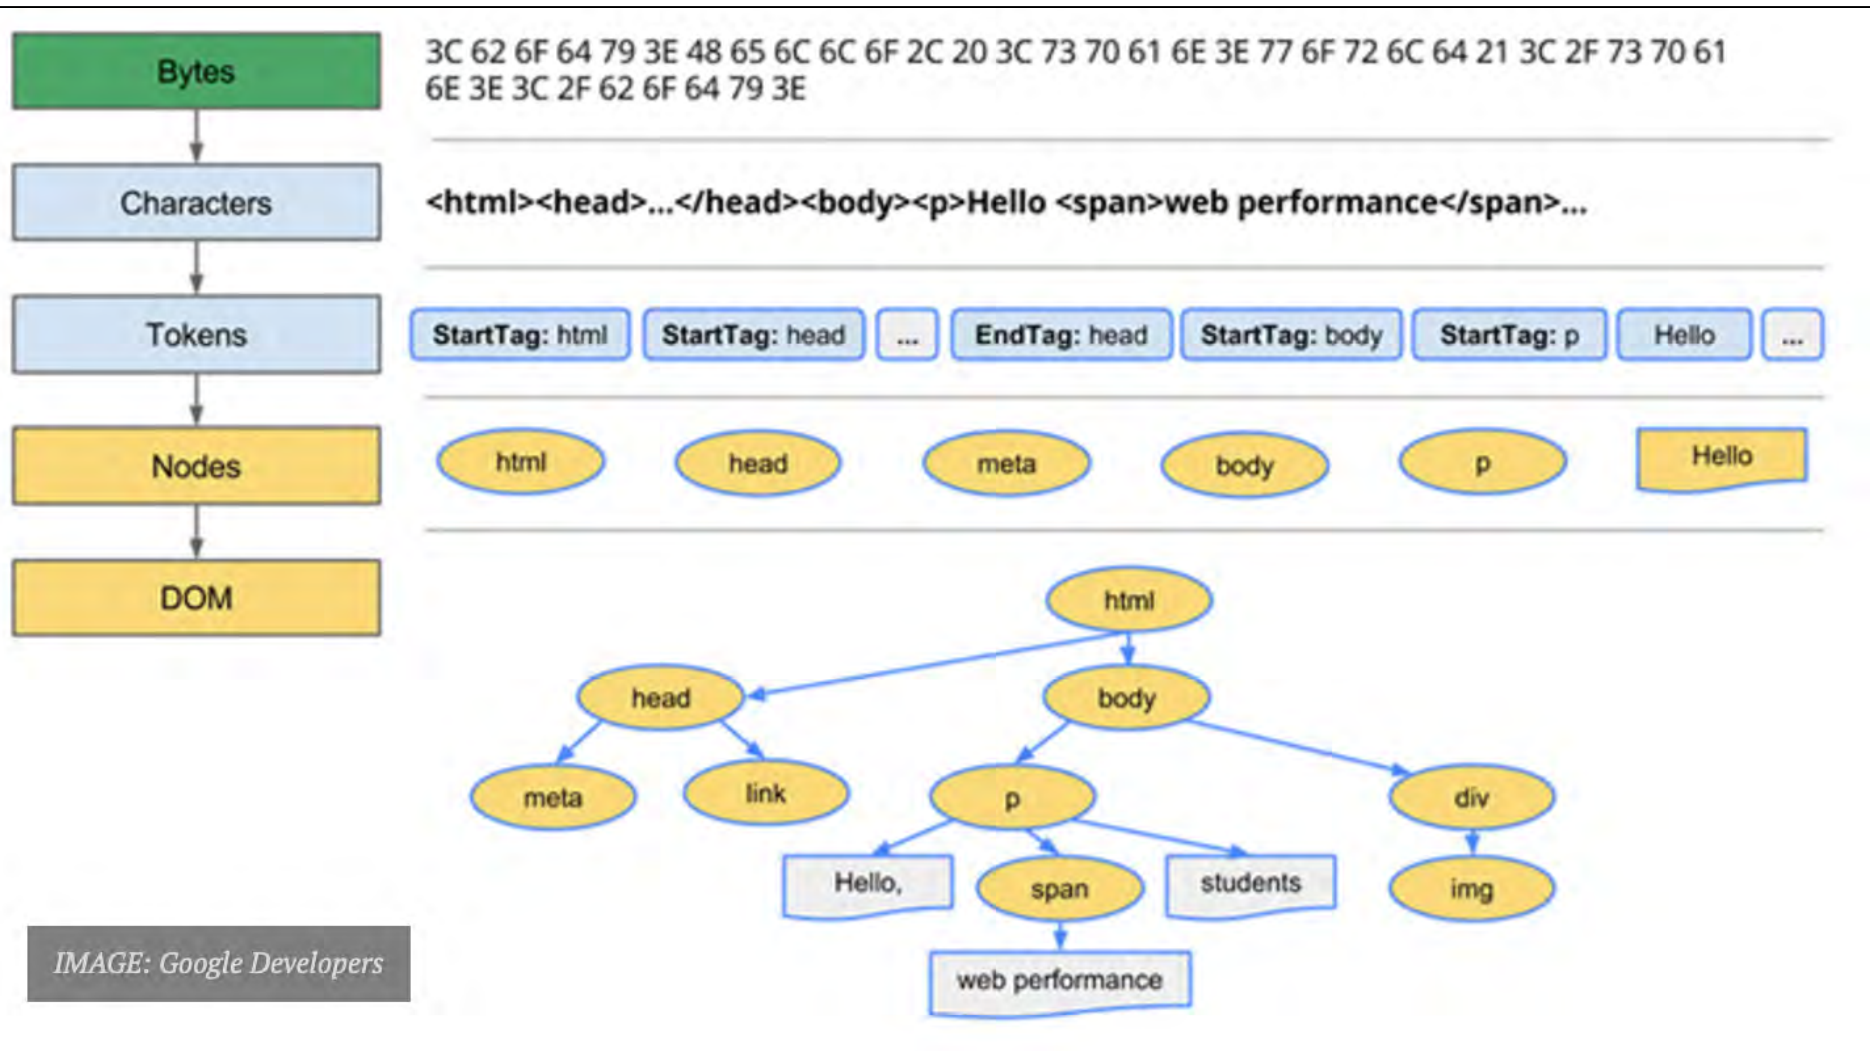 Bytes
3C 62 6F 64 79 3E 48 65 6C 6C 6F 2C 20 3C 73 70 61 6E 3E 77 6F 72 6C 64 21 3C 2F 73 70 61
6E 3E 3C 2F 62 6F 64 79 3E
Characters
<html><head>...</head><body><p>Hello <span>web performance</span>...
Tokens
StartTag: html
StartTag: head
...
EndTag: head
StartTag: body
StartTag: p
Hello
...
Nodes
html
head
meta
body
p
Hello
DOM
html
head
body
meta
link
p
div
Hello,
span
students
img
web performance
IMAGE: Google Developers